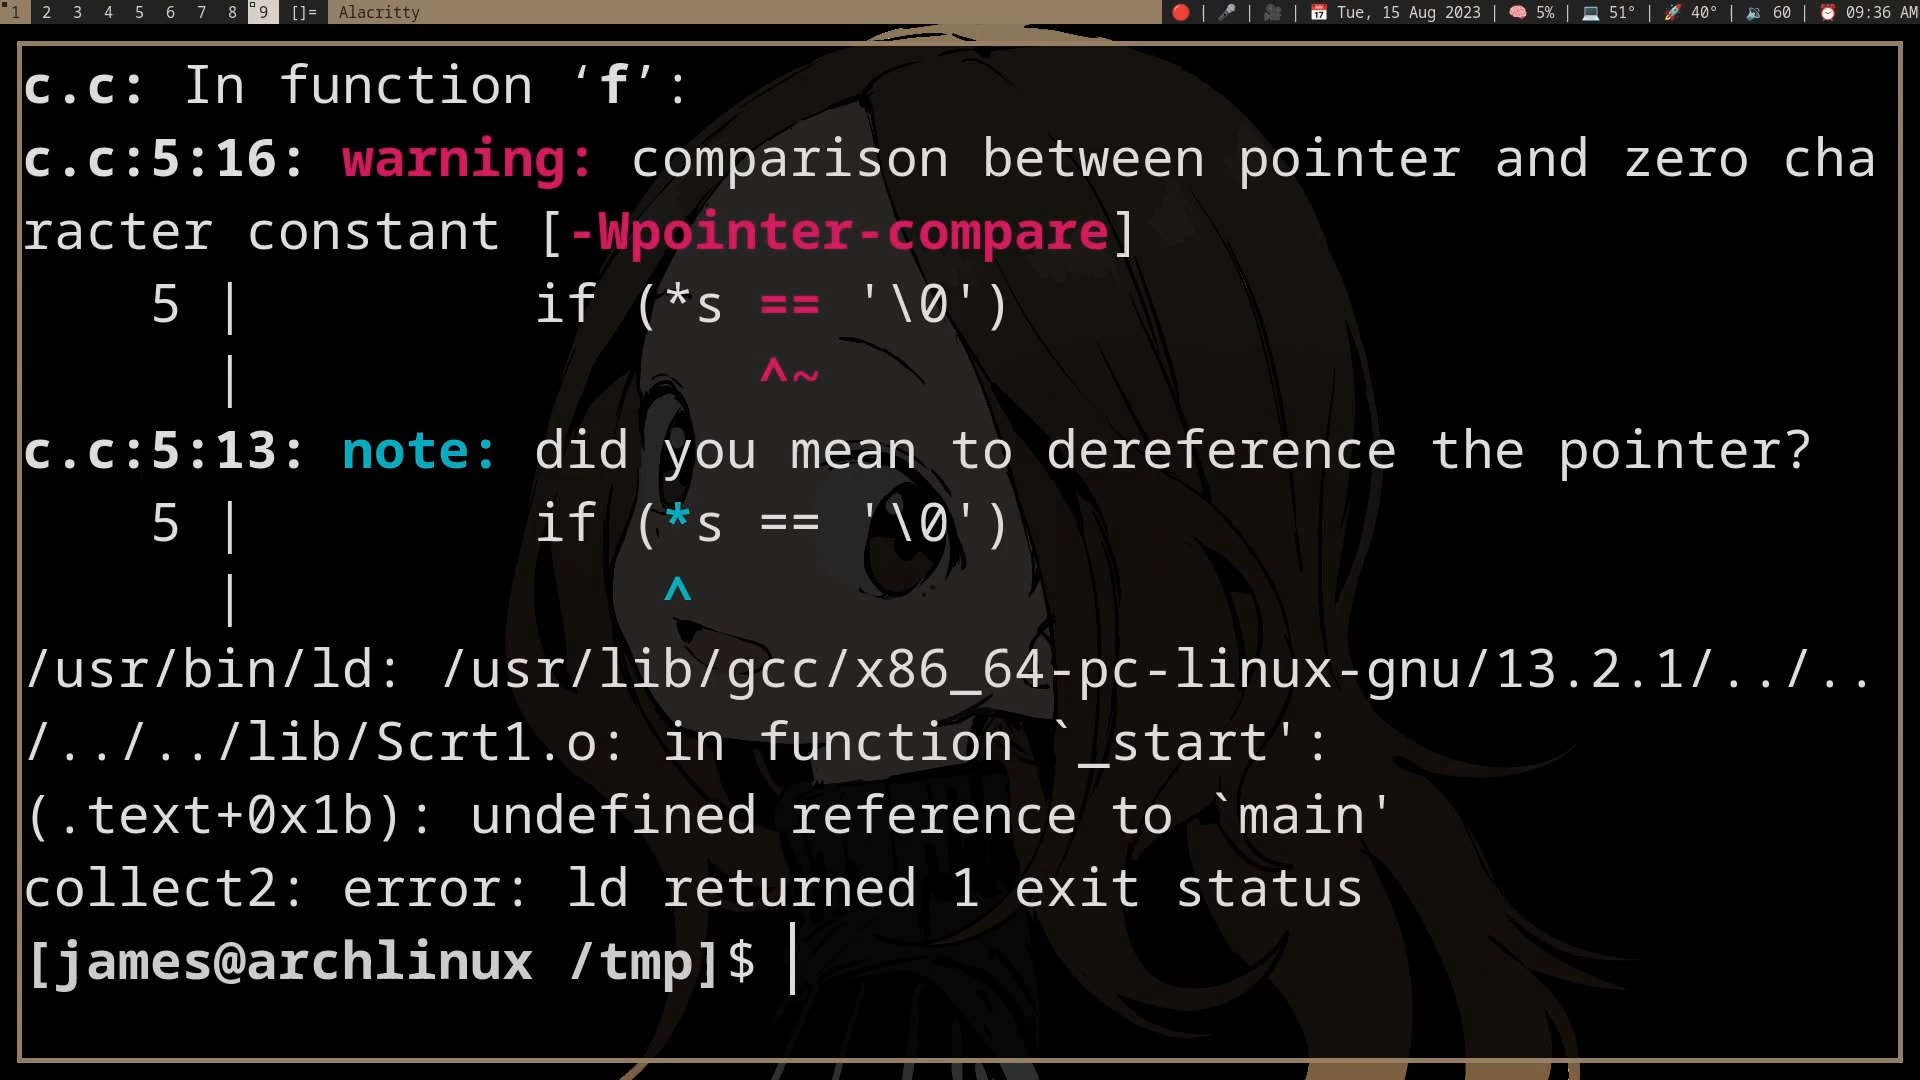 1 2 3 4 5 6 7 8 9 []= Alacritty 🔴 | 🎤 | 🎥 | 📅 Tue, 15 Aug 2023 | 🧠 5% | 💻 51° | 🚀 40° | 🔉 60 | ⏰ 09:36 AM
c.c: In function ‘f’:
c.c:5:16: warning: comparison between pointer and zero cha
racter constant [-Wpointer-compare]
    5 |         if (*s == '\0')
      |                ^~
c.c:5:13: note: did you mean to dereference the pointer?
    5 |         if (*s == '\0')
      |             ^
/usr/bin/ld: /usr/lib/gcc/x86_64-pc-linux-gnu/13.2.1/../..
/../../lib/Scrt1.o: in function `_start':
(.text+0x1b): undefined reference to `main'
collect2: error: ld returned 1 exit status
[james@archlinux /tmp]$